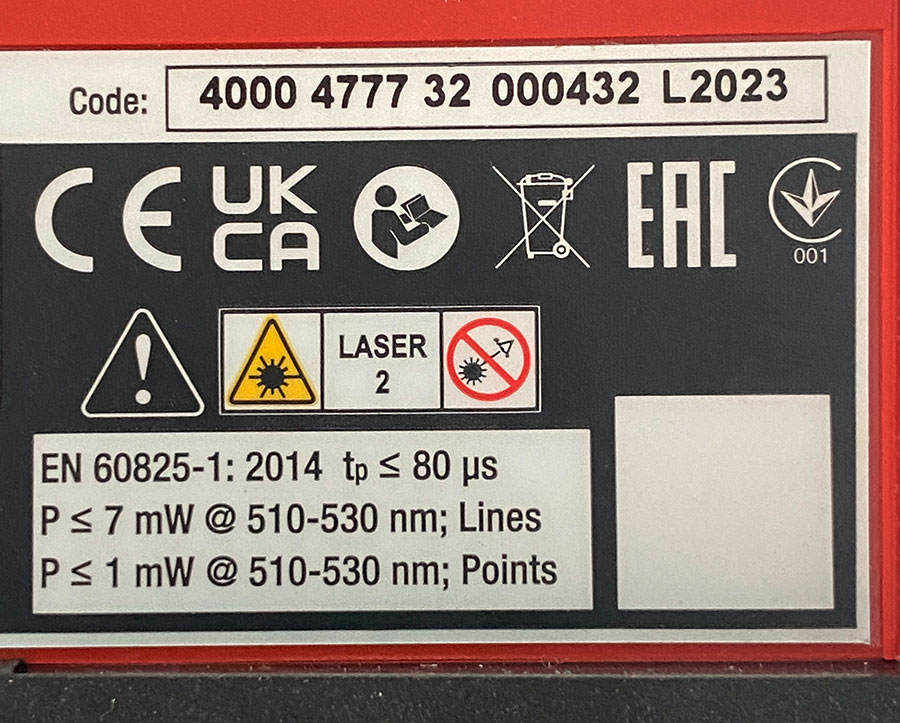 Code: 4000 4777 32 000432 L2023
CE UK CA EAC
001
LASER
2
EN 60825-1: 2014 tp ≤ 80 µs
P ≤ 7 mW @ 510-530 nm; Lines
P ≤ 1 mW @ 510-530 nm; Points